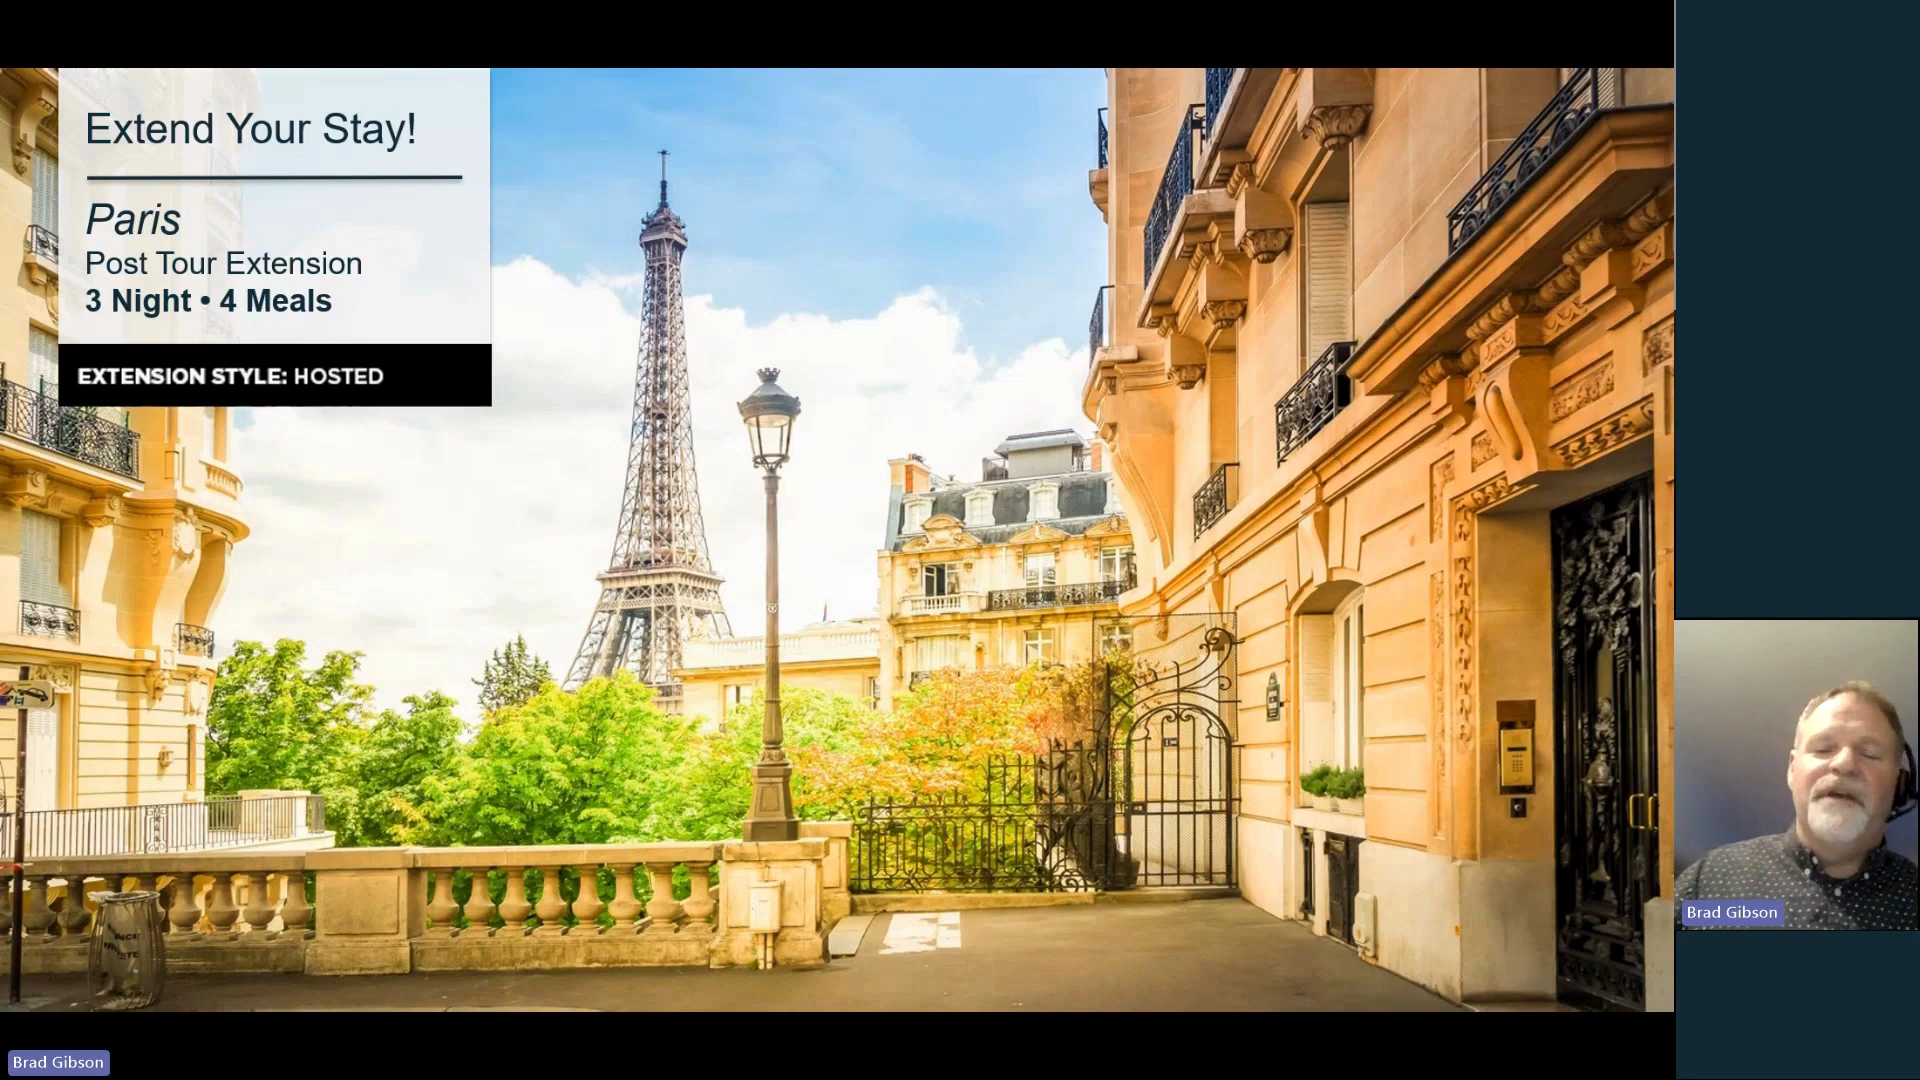 Extend Your Stay!
Paris
Post Tour Extension
3 Night • 4 Meals
EXTENSION STYLE: HOSTED
Brad Gibson
Brad Gibson